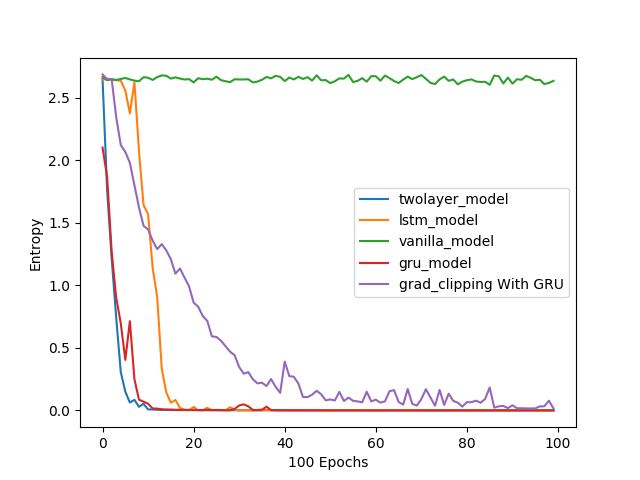 2.5
2.0
1.5
1.0
0.5
0.0
Entropy
twolayer_model
lstm_model
vanilla_model
gru_model
grad_clipping With GRU
0 20 40 60 80 100
100 Epochs